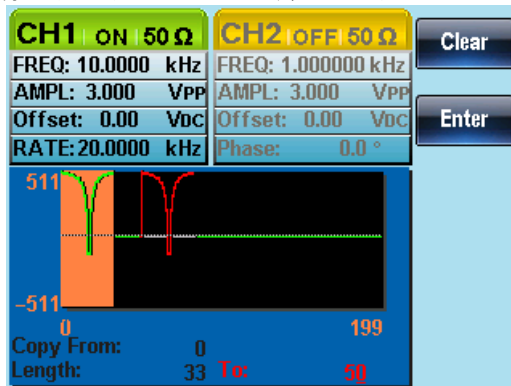 CH1 ON 50 Ω CH2 OFF 50 Ω Clear
FREQ: 10.0000 kHz FREQ: 1.000000 kHz
AMPL: 3.000 VPP AMPL: 3.000 VPP
Offset: 0.00 VDC Offset: 0.00 VDC Enter
RATE: 20.0000 kHz Phase: 0.0 °
511
-511
0 199
Copy From: 0
Length: 33 To: 50